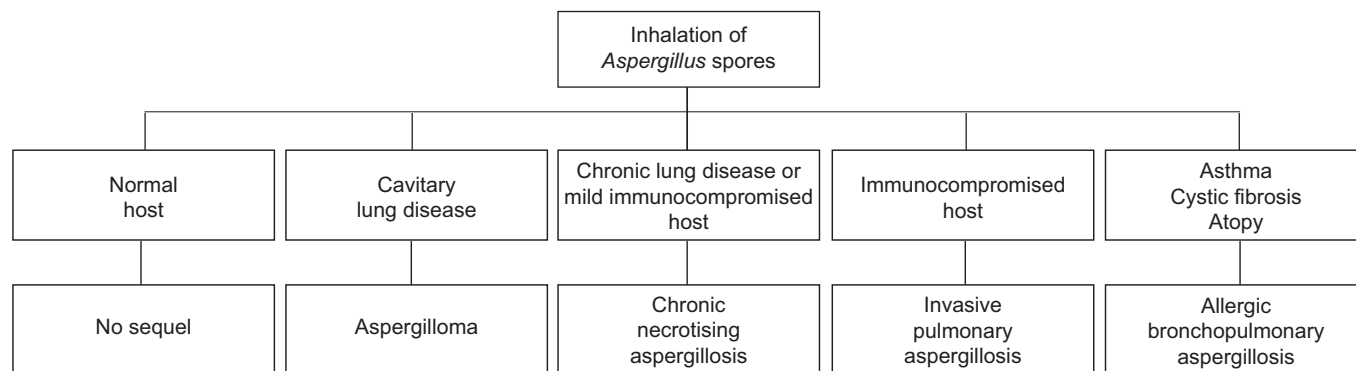 Inhalation of
Aspergillus spores
Normal
host
Cavitary
lung disease
Chronic lung disease or
mild immunocompromised
host
Immunocompromised
host
Asthma
Cystic fibrosis
Atopy
No sequel
Aspergilloma
Chronic
necrotising
aspergillosis
Invasive
pulmonary
aspergillosis
Allergic
bronchopulmonary
aspergillosis